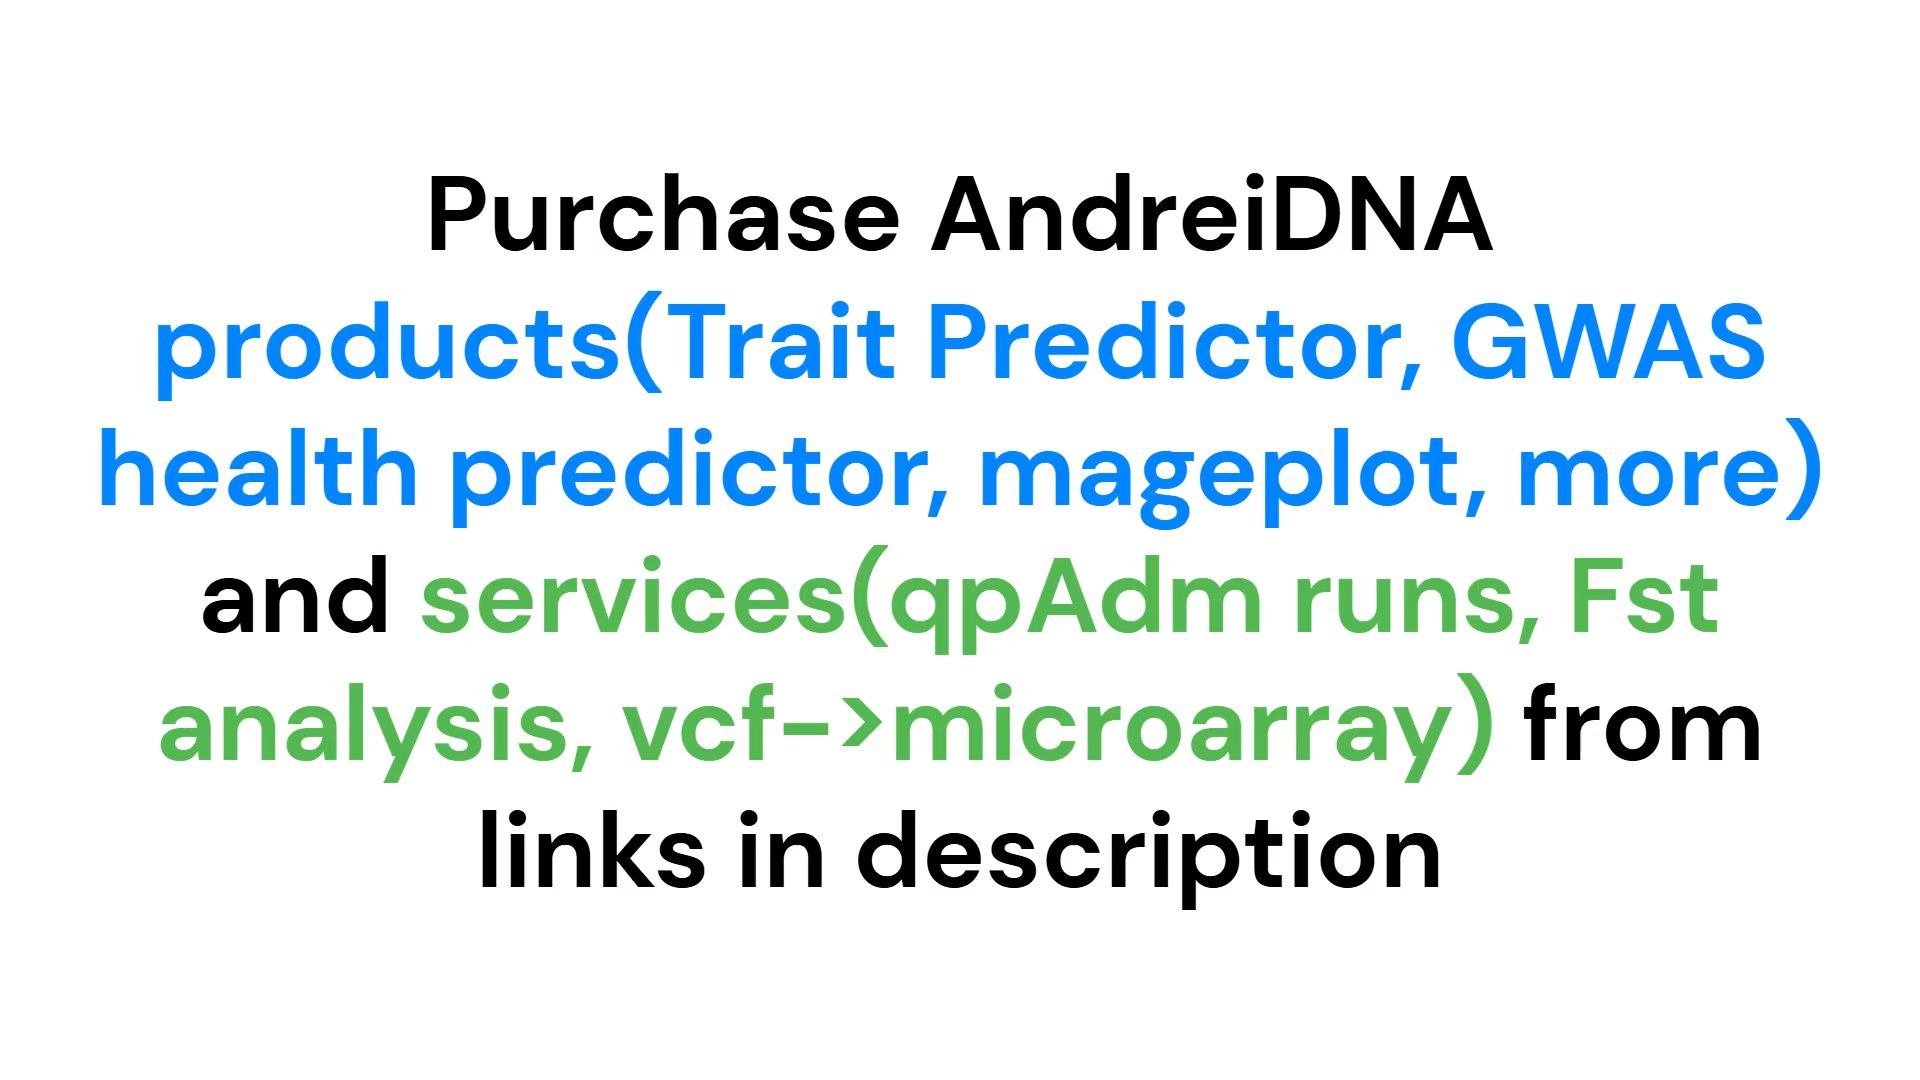 Purchase AndreiDNA
products(Trait Predictor, GWAS
health predictor, mageplot, more)
and services(qpAdm runs, Fst
analysis, vcf->microarray) from
links in description